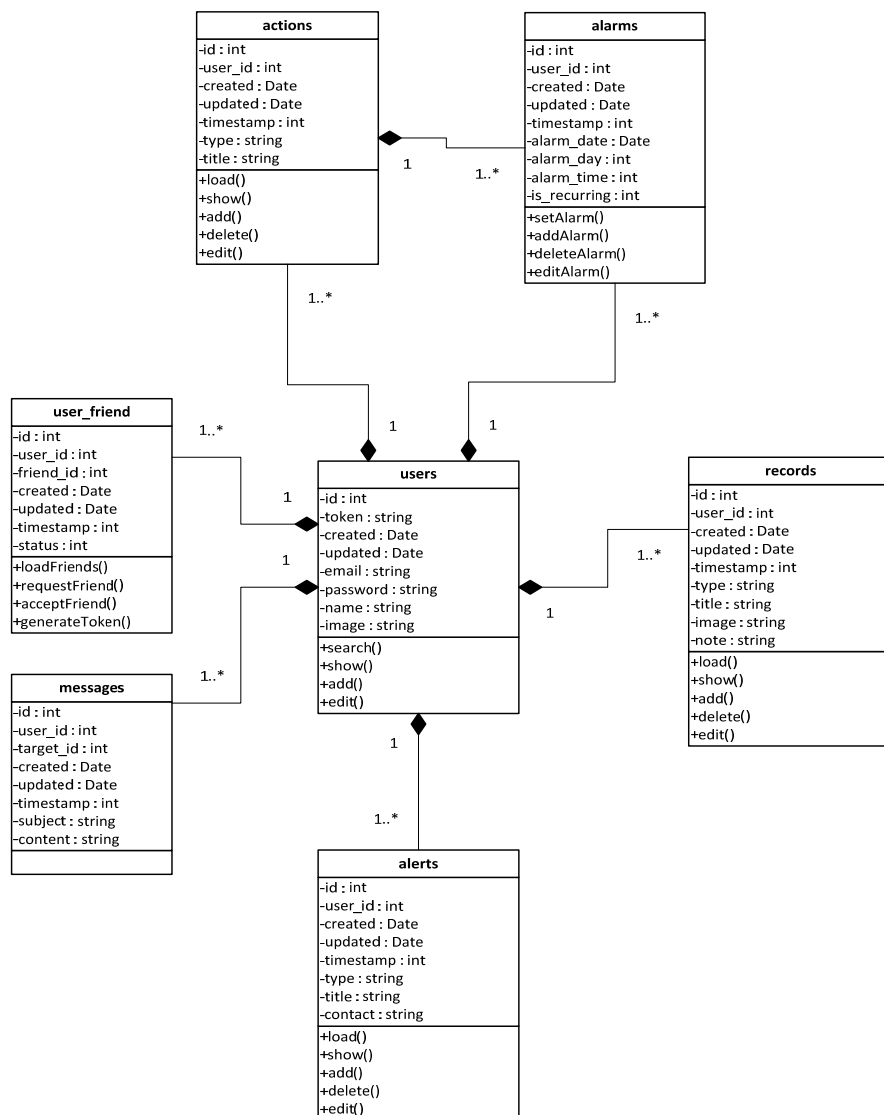 actions
-id : int
-user_id : int
-created : Date
-updated : Date
-timestamp : int
-type : string
-title : string
+load()
+show()
+add()
+delete()
+edit()
alarms
-id : int
-user_id : int
-created : Date
-updated : Date
-timestamp : int
-alarm_date : Date
-alarm_day : int
-alarm_time : int
-is_recurring : int
+setAlarm()
+addAlarm()
+deleteAlarm()
+editAlarm()
1
1..*
1..*
1..*
1
1
user_friend
-id : int
-user_id : int
-friend_id : int
-created : Date
-updated : Date
-timestamp : int
-status : int
+loadFriends()
+requestFriend()
+acceptFriend()
+generateToken()
1..*
1
users
-id : int
-token : string
-created : Date
-updated : Date
-email : string
-password : string
-name : string
-image : string
+search()
+show()
+add()
+edit()
records
-id : int
-user_id : int
-created : Date
-updated : Date
-timestamp : int
-type : string
-title : string
-image : string
-note : string
+load()
+show()
+add()
+delete()
+edit()
1..*
1
1
1..*
messages
-id : int
-user_id : int
-target_id : int
-created : Date
-updated : Date
-timestamp : int
-subject : string
-content : string
1
1..*
alerts
-id : int
-user_id : int
-created : Date
-updated : Date
-timestamp : int
-type : string
-title : string
-contact : string
+load()
+show()
+add()
+delete()
+edit()